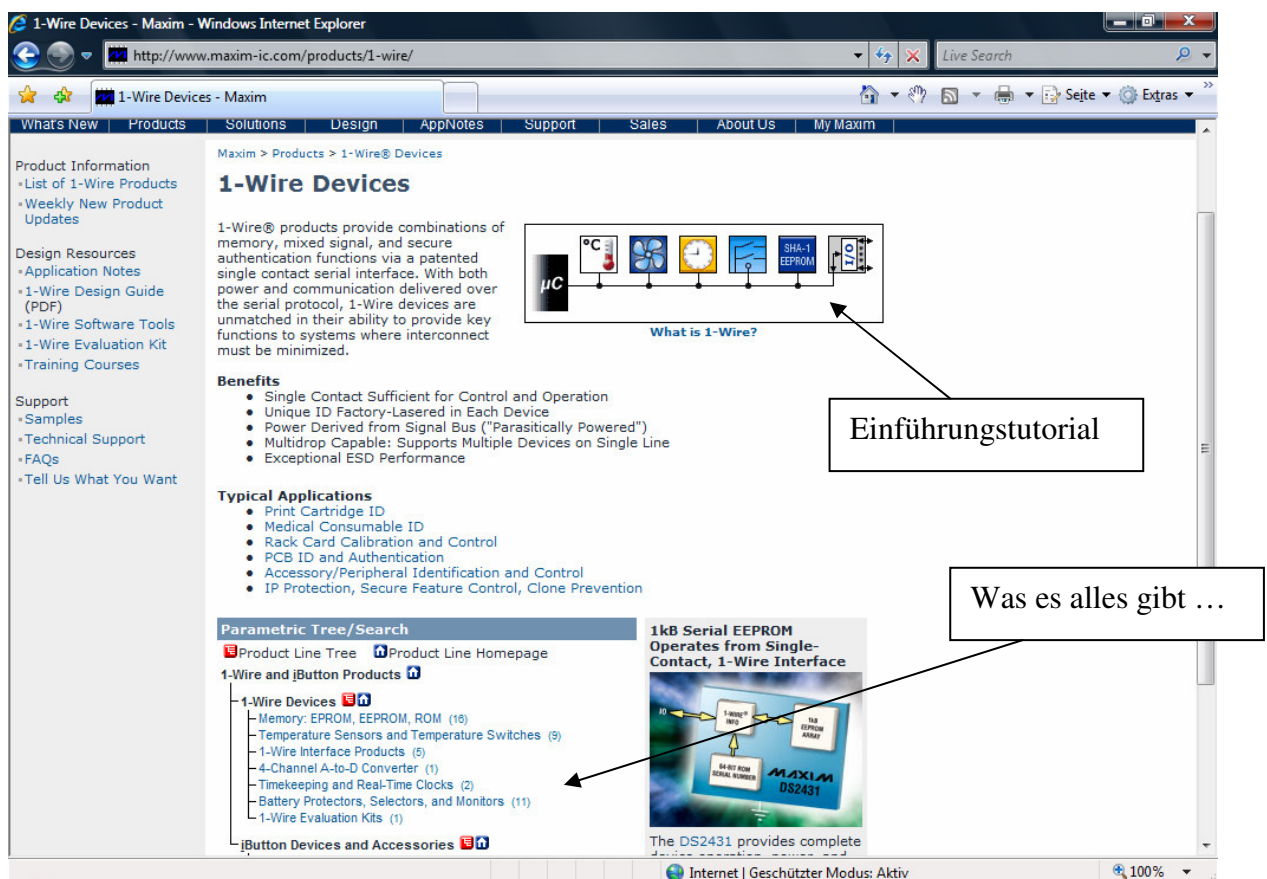 1-Wire Devices - Maxim - Windows Internet Explorer
http://www.maxim-ic.com/products/1-wire/
Live Search
1-Wire Devices - Maxim
Seite
Extras
What's New | Products | Solutions | Design | AppNotes | Support | Sales | About Us | My Maxim |
Product Information
List of 1-Wire Products
Weekly New Product
Updates
Design Resources
Application Notes
1-Wire Design Guide
(PDF)
1-Wire Software Tools
1-Wire Evaluation Kit
Training Courses
Support
Samples
Technical Support
FAQs
Tell Us What You Want
Maxim > Products > 1-Wire® Devices
1-Wire Devices
1-Wire® products provide combinations of
memory, mixed signal, and secure
authentication functions via a patented
single contact serial interface. With both
power and communication delivered over
the serial protocol, 1-Wire devices are
unmatched in their ability to provide key
functions to systems where interconnect
must be minimized.
µC
°C
SHA-1
EEPROM
I/O
What is 1-Wire?
Einführungstutorial
Benefits
Single Contact Sufficient for Control and Operation
Unique ID Factory-Lasered in Each Device
Power Derived from Signal Bus ("Parasitically Powered")
Multidrop Capable: Supports Multiple Devices on Single Line
Exceptional ESD Performance
Typical Applications
Print Cartridge ID
Medical Consumable ID
Rack Card Calibration and Control
PCB ID and Authentication
Accessory/Peripheral Identification and Control
IP Protection, Secure Feature Control, Clone Prevention
Was es alles gibt …
Parametric Tree/Search
Product Line Tree Product Line Homepage
1-Wire and iButton Products
1-Wire Devices
Memory: EPROM, EEPROM, ROM (16)
Temperature Sensors and Temperature Switches (9)
1-Wire Interface Products (5)
4-Channel A-to-D Converter (1)
Timekeeping and Real-Time Clocks (2)
Battery Protectors, Selectors, and Monitors (11)
1-Wire Evaluation Kits (1)
iButton Devices and Accessories
1kB Serial EEPROM
Operates from Single-
Contact, 1-Wire Interface
IO
1-WIRE®
INFO
1kB
EEPROM
ARRAY
64-BIT ROM
SERIAL NUMBER
MAXIM
DS2431
The DS2431 provides complete
device operation, power, and
Internet | Geschützter Modus: Aktiv
100%